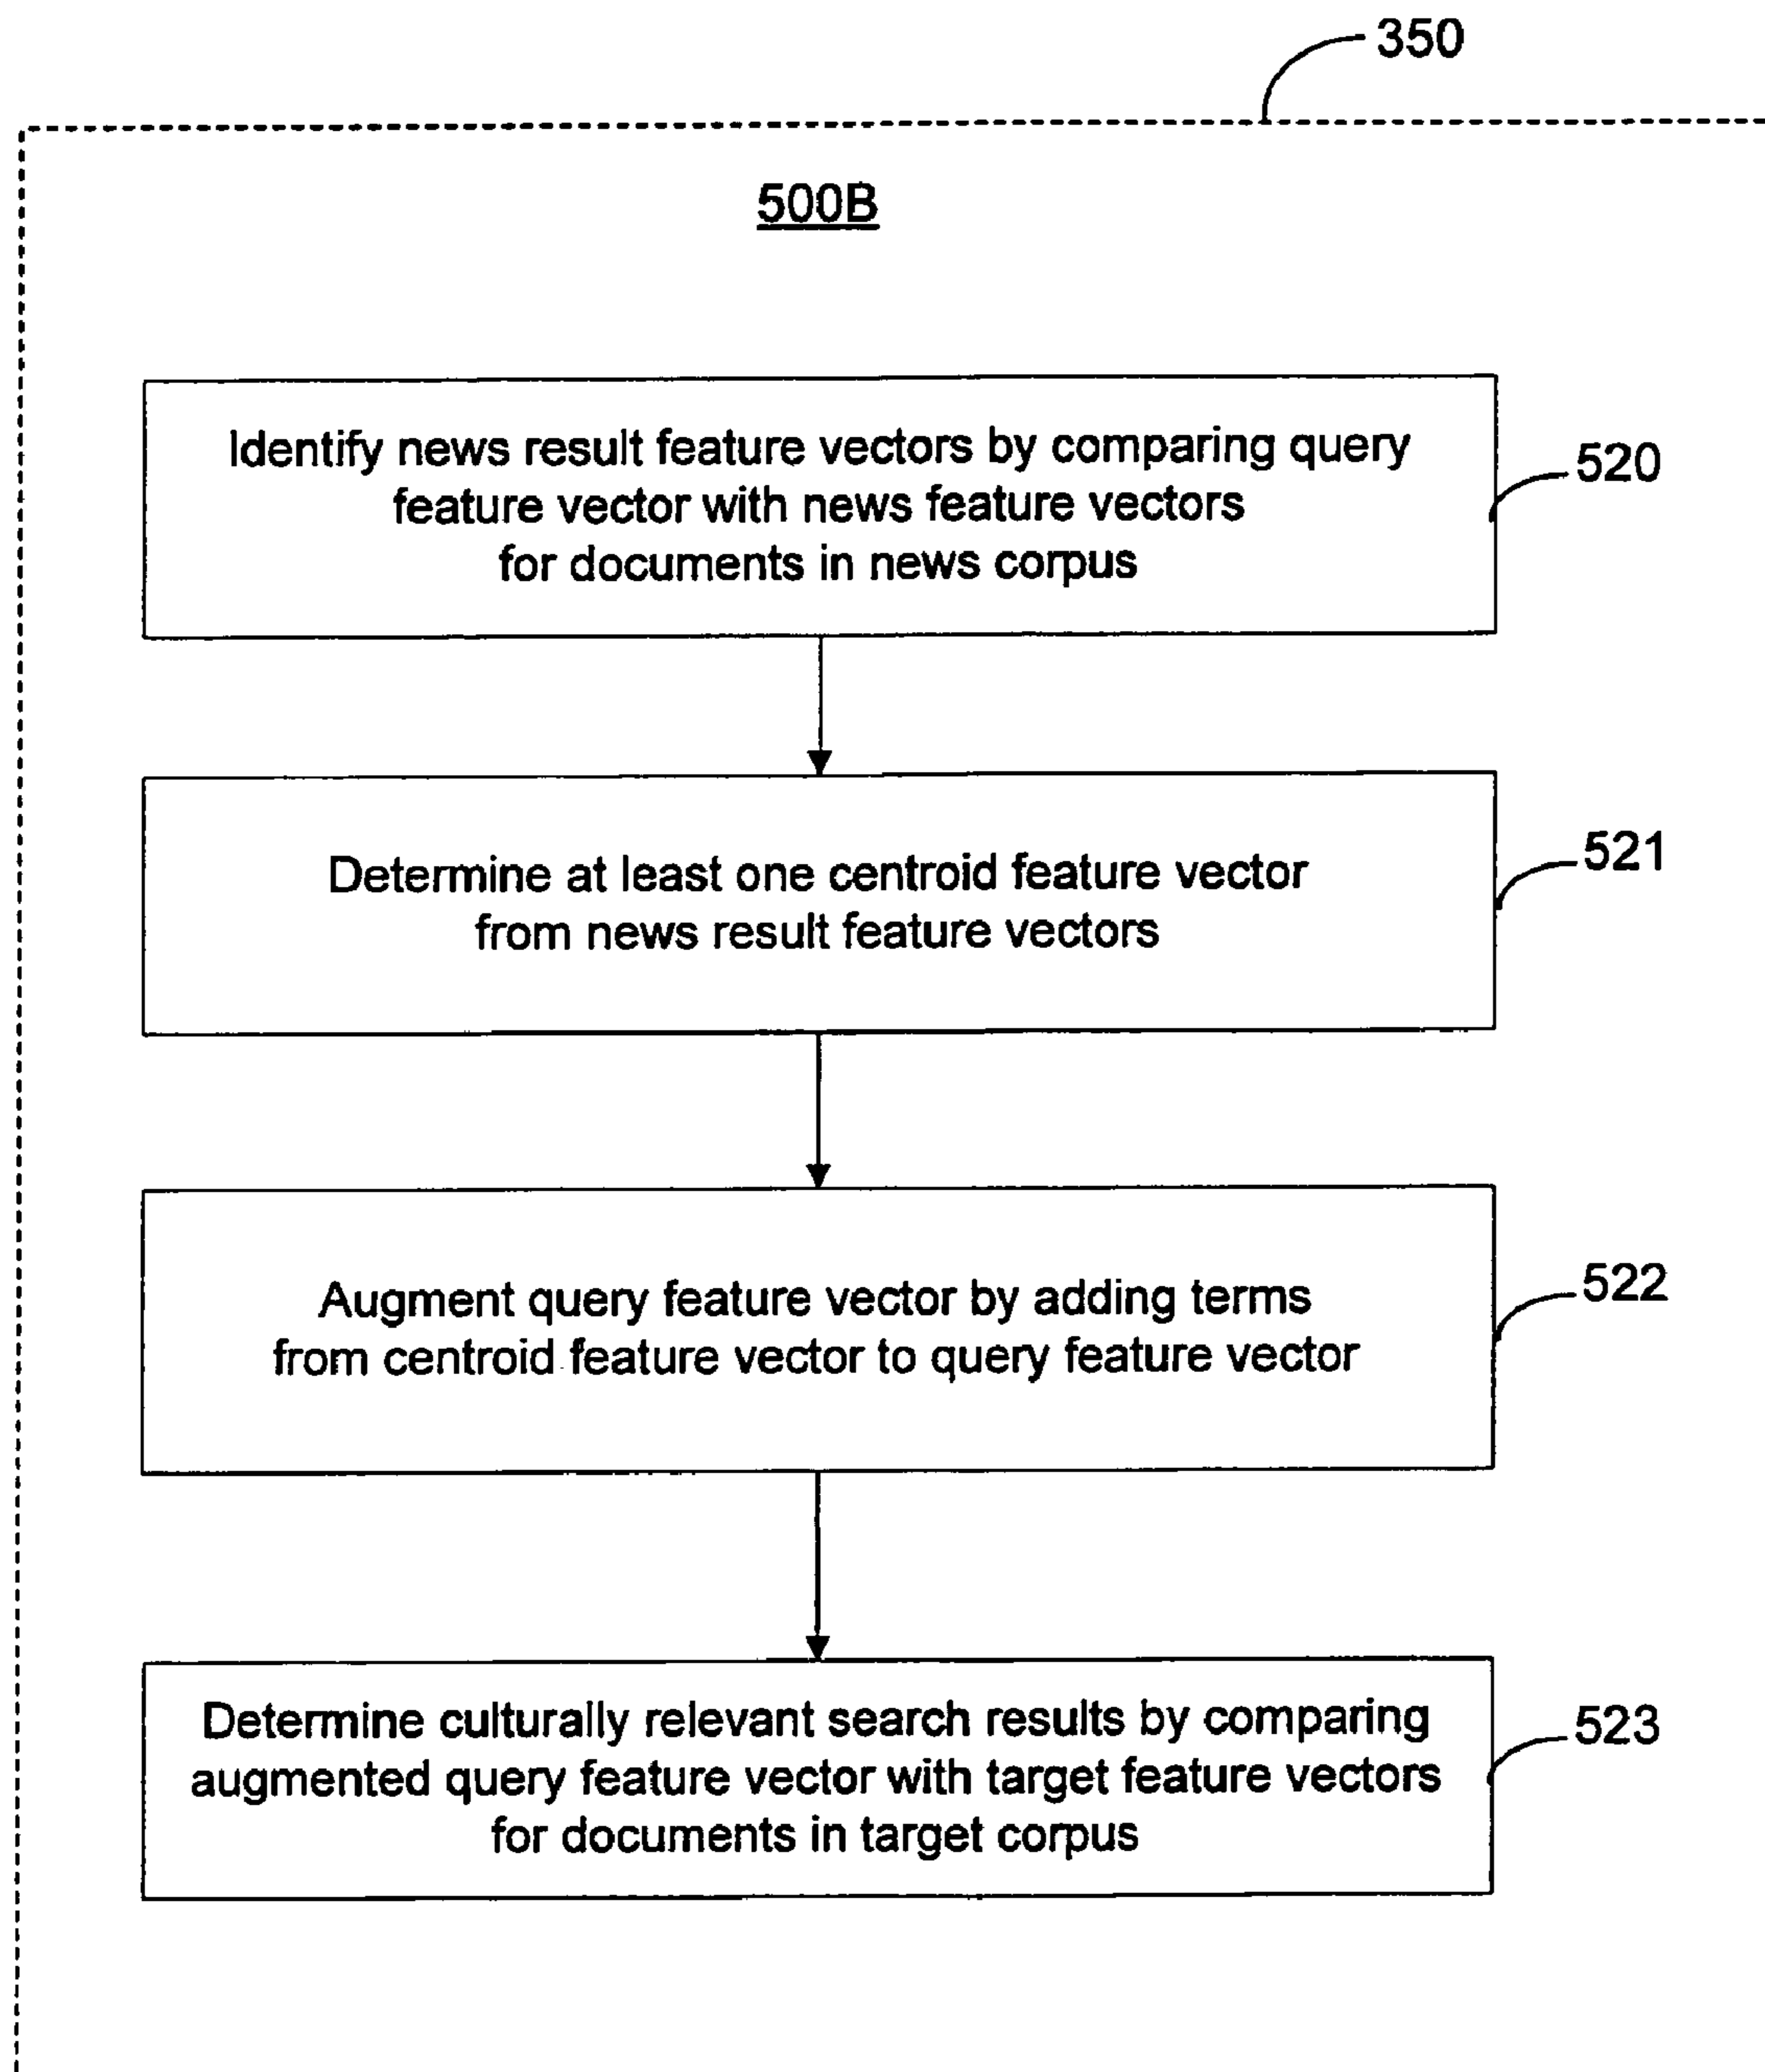 350
500B
Identify news result feature vectors by comparing query
feature vector with news feature vectors
for documents in news corpus
520
Determine at least one centroid feature vector
from news result feature vectors
521
Augment query feature vector by adding terms
from centroid feature vector to query feature vector
522
Determine culturally relevant search results by comparing
augmented query feature vector with target feature vectors
for documents in target corpus
523